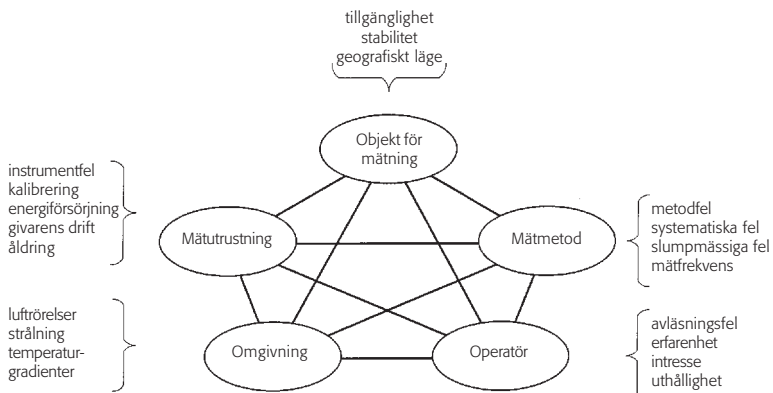 tillgänglighet
stabilitet
geografiskt läge
Objekt för
mätning
instrumentfel
kalibrering
energiförsörjning
givarens drift
åldring
Mätutrustning
Mätmetod
metodfel
systematiska fel
slumpmässiga fel
mätfrekvens
luftrörelser
strålning
temperatur-
gradienter
Omgivning
Operatör
avläsningsfel
erfarenhet
intresse
uthållighet